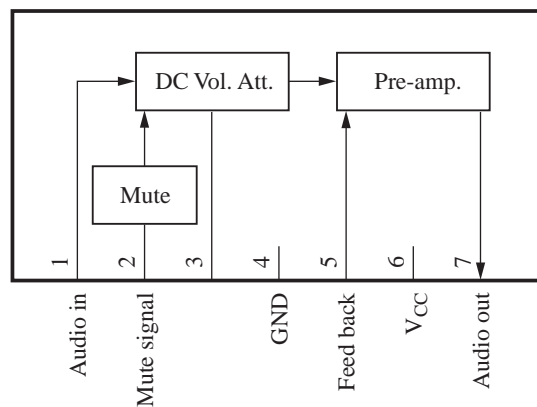 DC Vol. Att.
Pre-amp.
Mute
1
2
3
4
5
6
7
Audio in
Mute signal
GND
Feed back
VCC
Audio out